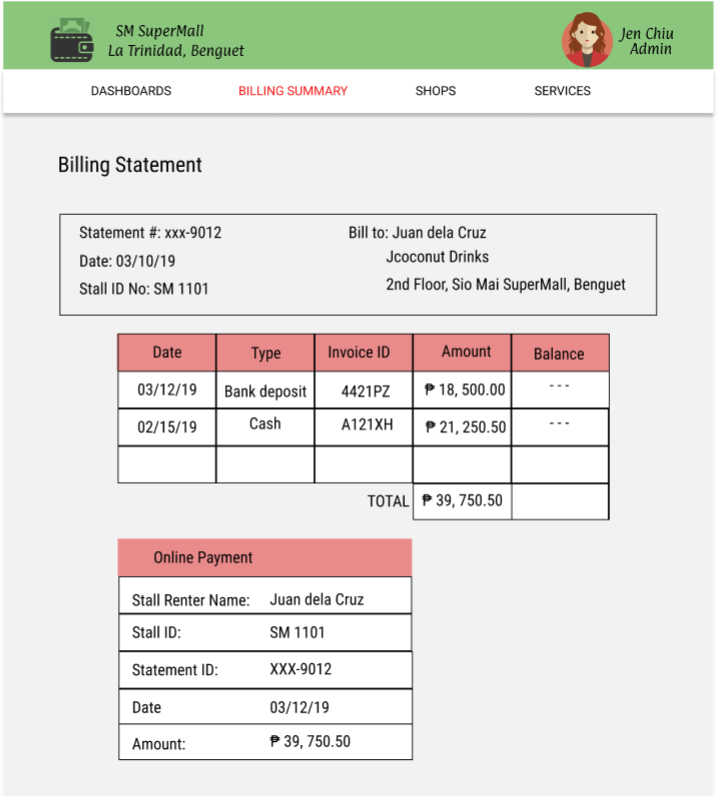 SM SuperMall
La Trinidad, Benguet
Jen Chiu
Admin
DASHBOARDS BILLING SUMMARY SHOPS SERVICES
Billing Statement
Statement #: xxx-9012 Bill to: Juan dela Cruz
Date: 03/10/19 Jcoconut Drinks
Stall ID No: SM 1101 2nd Floor, Sio Mai SuperMall, Benguet
Date Type Invoice ID Amount Balance
03/12/19 Bank deposit 4421PZ ₱ 18, 500.00 - - -
02/15/19 Cash A121XH ₱ 21, 250.50 - - -
TOTAL ₱ 39, 750.50
Online Payment
Stall Renter Name: Juan dela Cruz
Stall ID: SM 1101
Statement ID: XXX-9012
Date 03/12/19
Amount: ₱ 39, 750.50